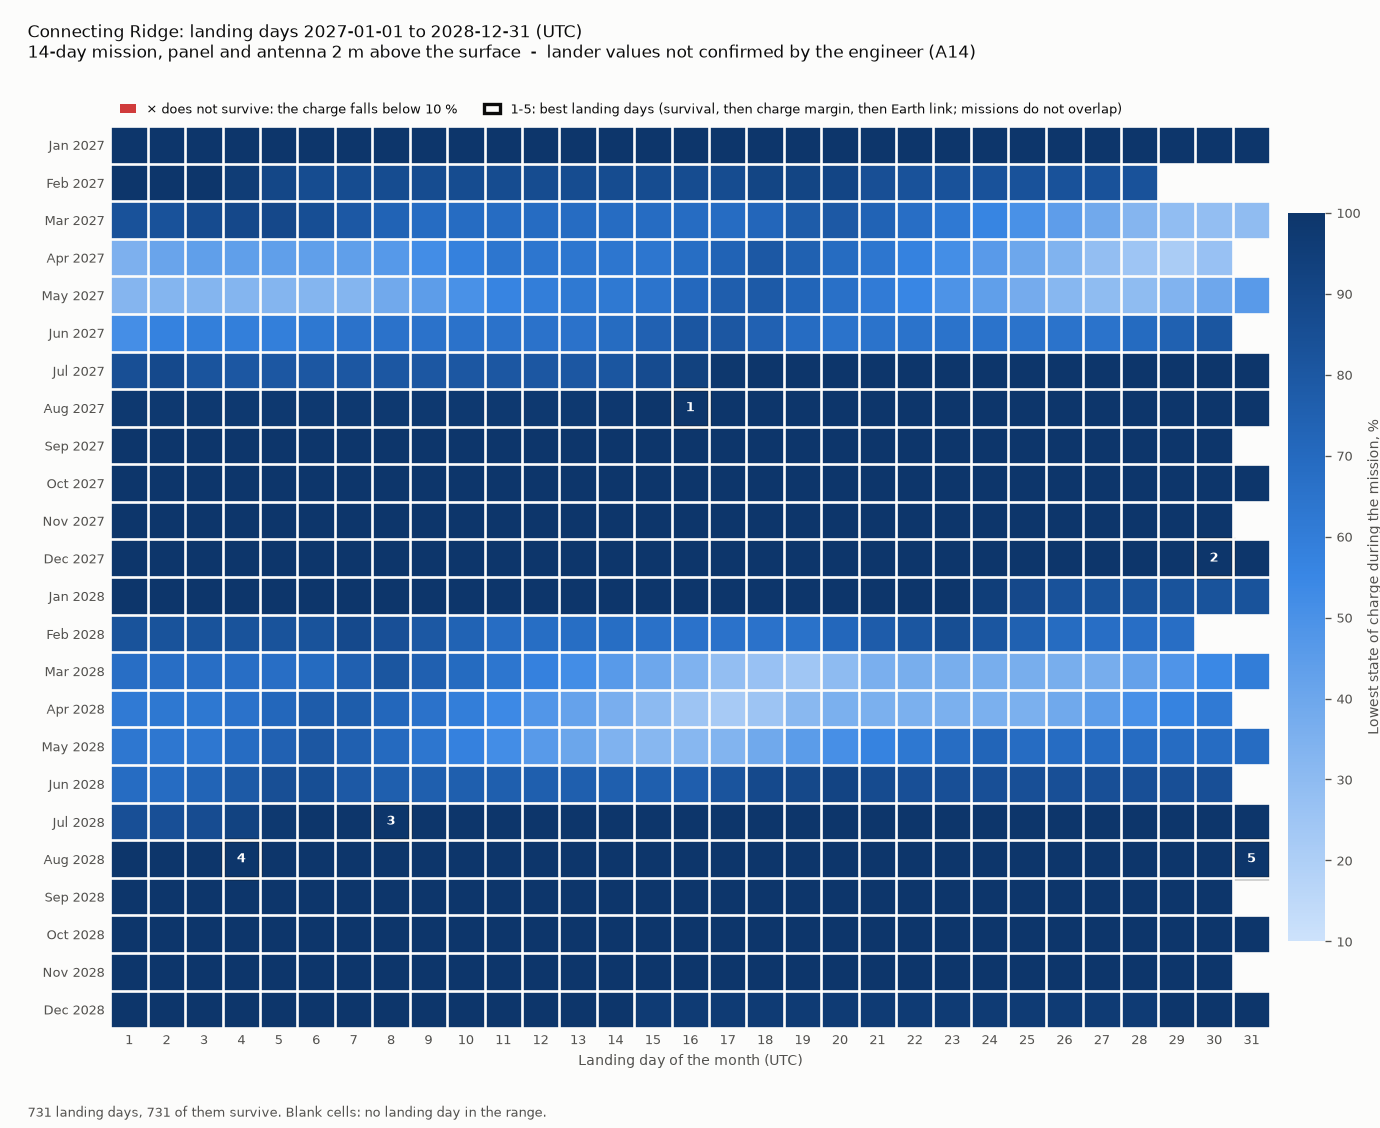 Connecting Ridge: landing days 2027-01-01 to 2028-12-31 (UTC)
14-day mission, panel and antenna 2 m above the surface  -  lander values not confirmed by the engineer (A14)
× does not survive: the charge falls below 10 %
1-5: best landing days (survival, then charge margin, then Earth link; missions do not overlap)
Jan 2027
Feb 2027
Mar 2027
Apr 2027
May 2027
Jun 2027
Jul 2027
Aug 2027 1
Sep 2027
Oct 2027
Nov 2027
Dec 2027 2
Jan 2028
Feb 2028
Mar 2028
Apr 2028
May 2028
Jun 2028
Jul 2028 3
Aug 2028 4 5
Sep 2028
Oct 2028
Nov 2028
Dec 2028
1 2 3 4 5 6 7 8 9 10 11 12 13 14 15 16 17 18 19 20 21 22 23 24 25 26 27 28 29 30 31
Landing day of the month (UTC)
100
90
80
70
60
50
40
30
20
10
Lowest state of charge during the mission, %
731 landing days, 731 of them survive. Blank cells: no landing day in the range.